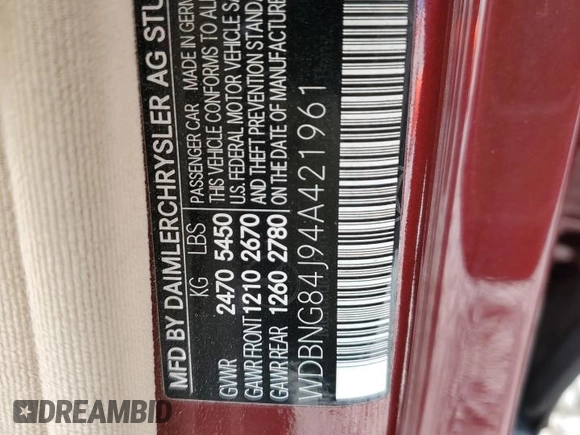 MFD BY DAIMLERCHRYSLER AG STU
PASSENGER CAR MADE IN GERM
THIS VEHICLE CONFORMS TO ALL
U.S. FEDERAL MOTOR VEHICLE SA
AND THEFT PREVENTION STAND
ON THE DATE OF MANUFACTURE
KG LBS
GVWR 2470 5450
GAWR FRONT 1210 2670
GAWR REAR 1260 2780
WDBNG84J94A421961
DREAMBID